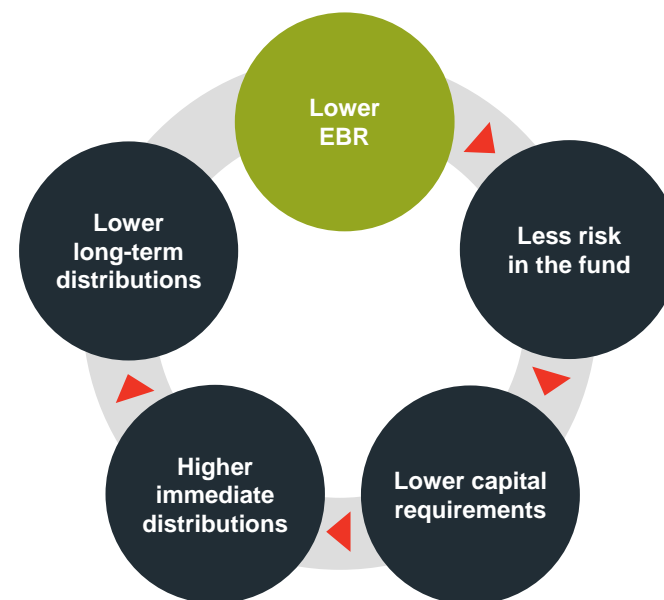 Lower
EBR
Less risk
in the fund
Lower capital
requirements
Higher
immediate
distributions
Lower
long-term
distributions